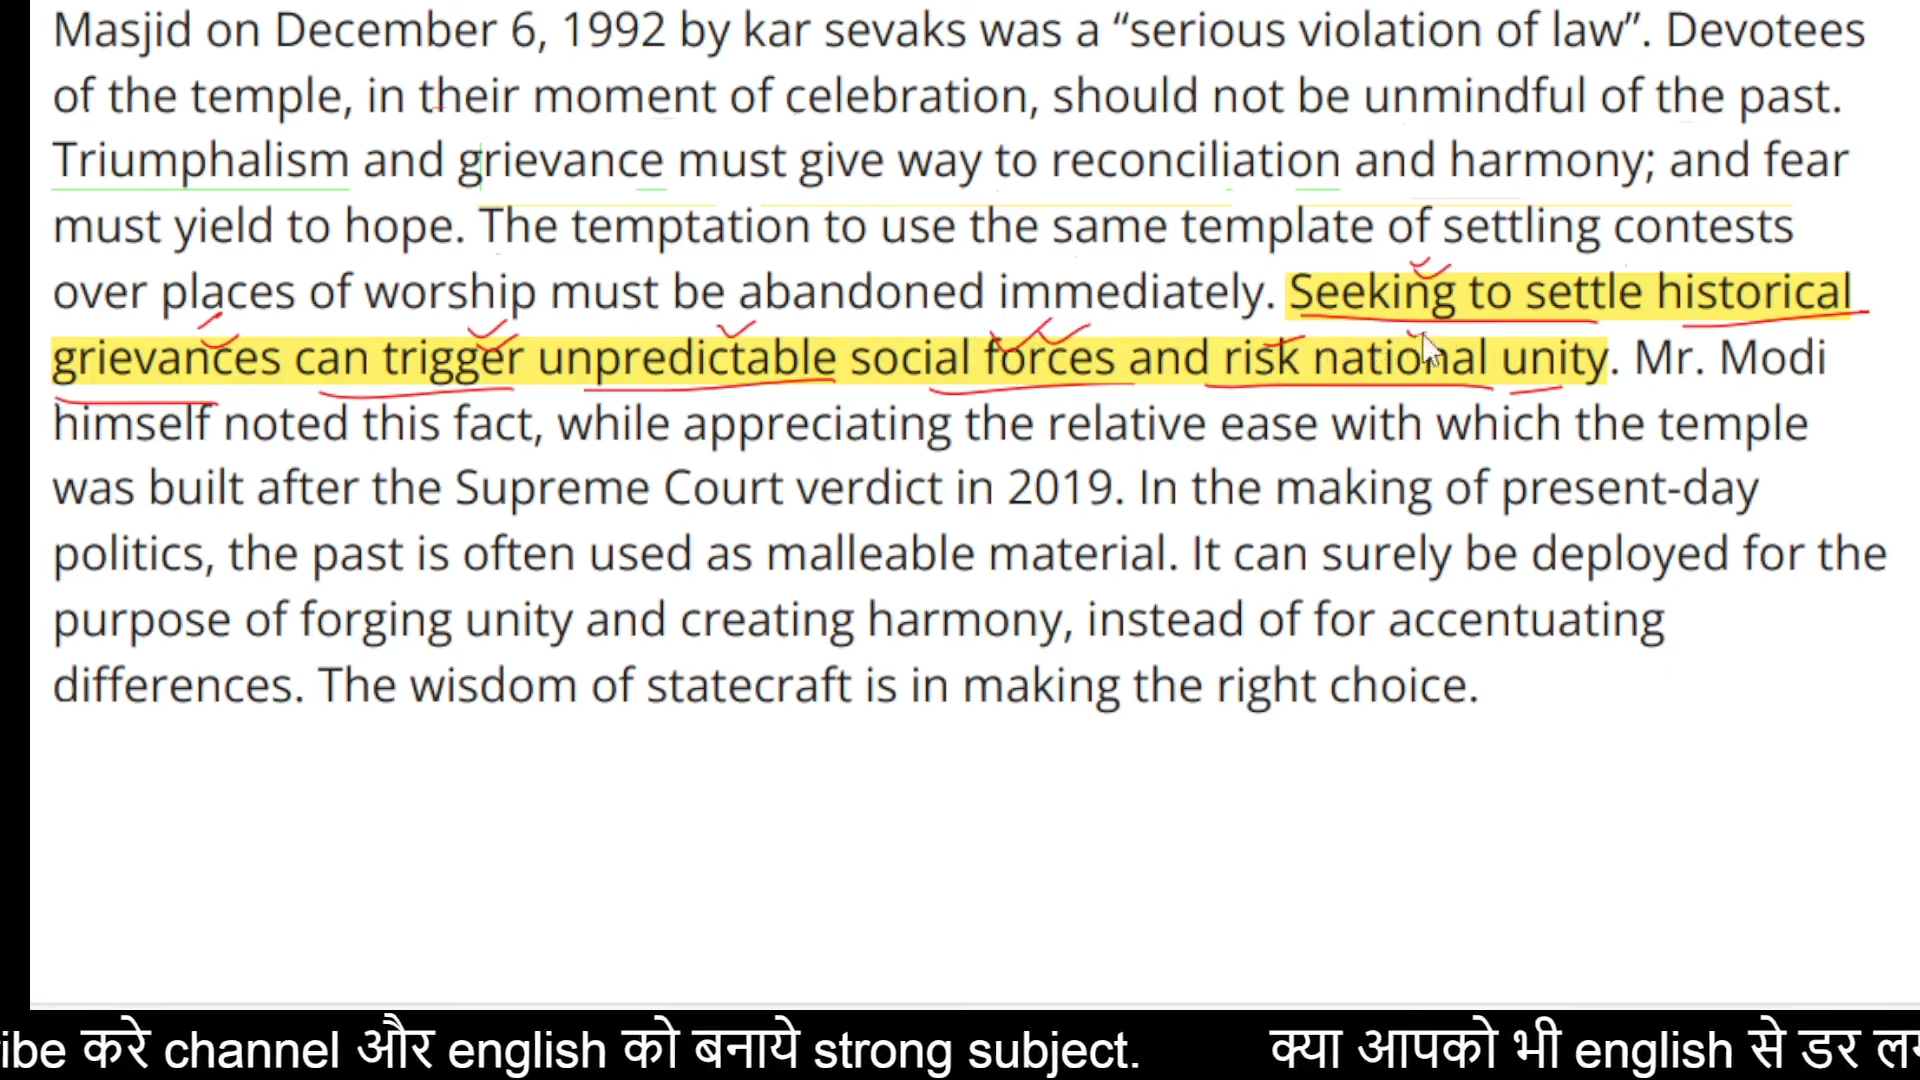 Masjid on December 6, 1992 by kar sevaks was a “serious violation of law”. Devotees
of the temple, in their moment of celebration, should not be unmindful of the past.
Triumphalism and grievance must give way to reconciliation and harmony; and fear
must yield to hope. The temptation to use the same template of settling contests
over places of worship must be abandoned immediately. Seeking to settle historical
grievances can trigger unpredictable social forces and risk national unity. Mr. Modi
himself noted this fact, while appreciating the relative ease with which the temple
was built after the Supreme Court verdict in 2019. In the making of present-day
politics, the past is often used as malleable material. It can surely be deployed for the
purpose of forging unity and creating harmony, instead of for accentuating
differences. The wisdom of statecraft is in making the right choice.
ibe करे channel और english को बनाये strong subject. क्या आपको भी english से डर